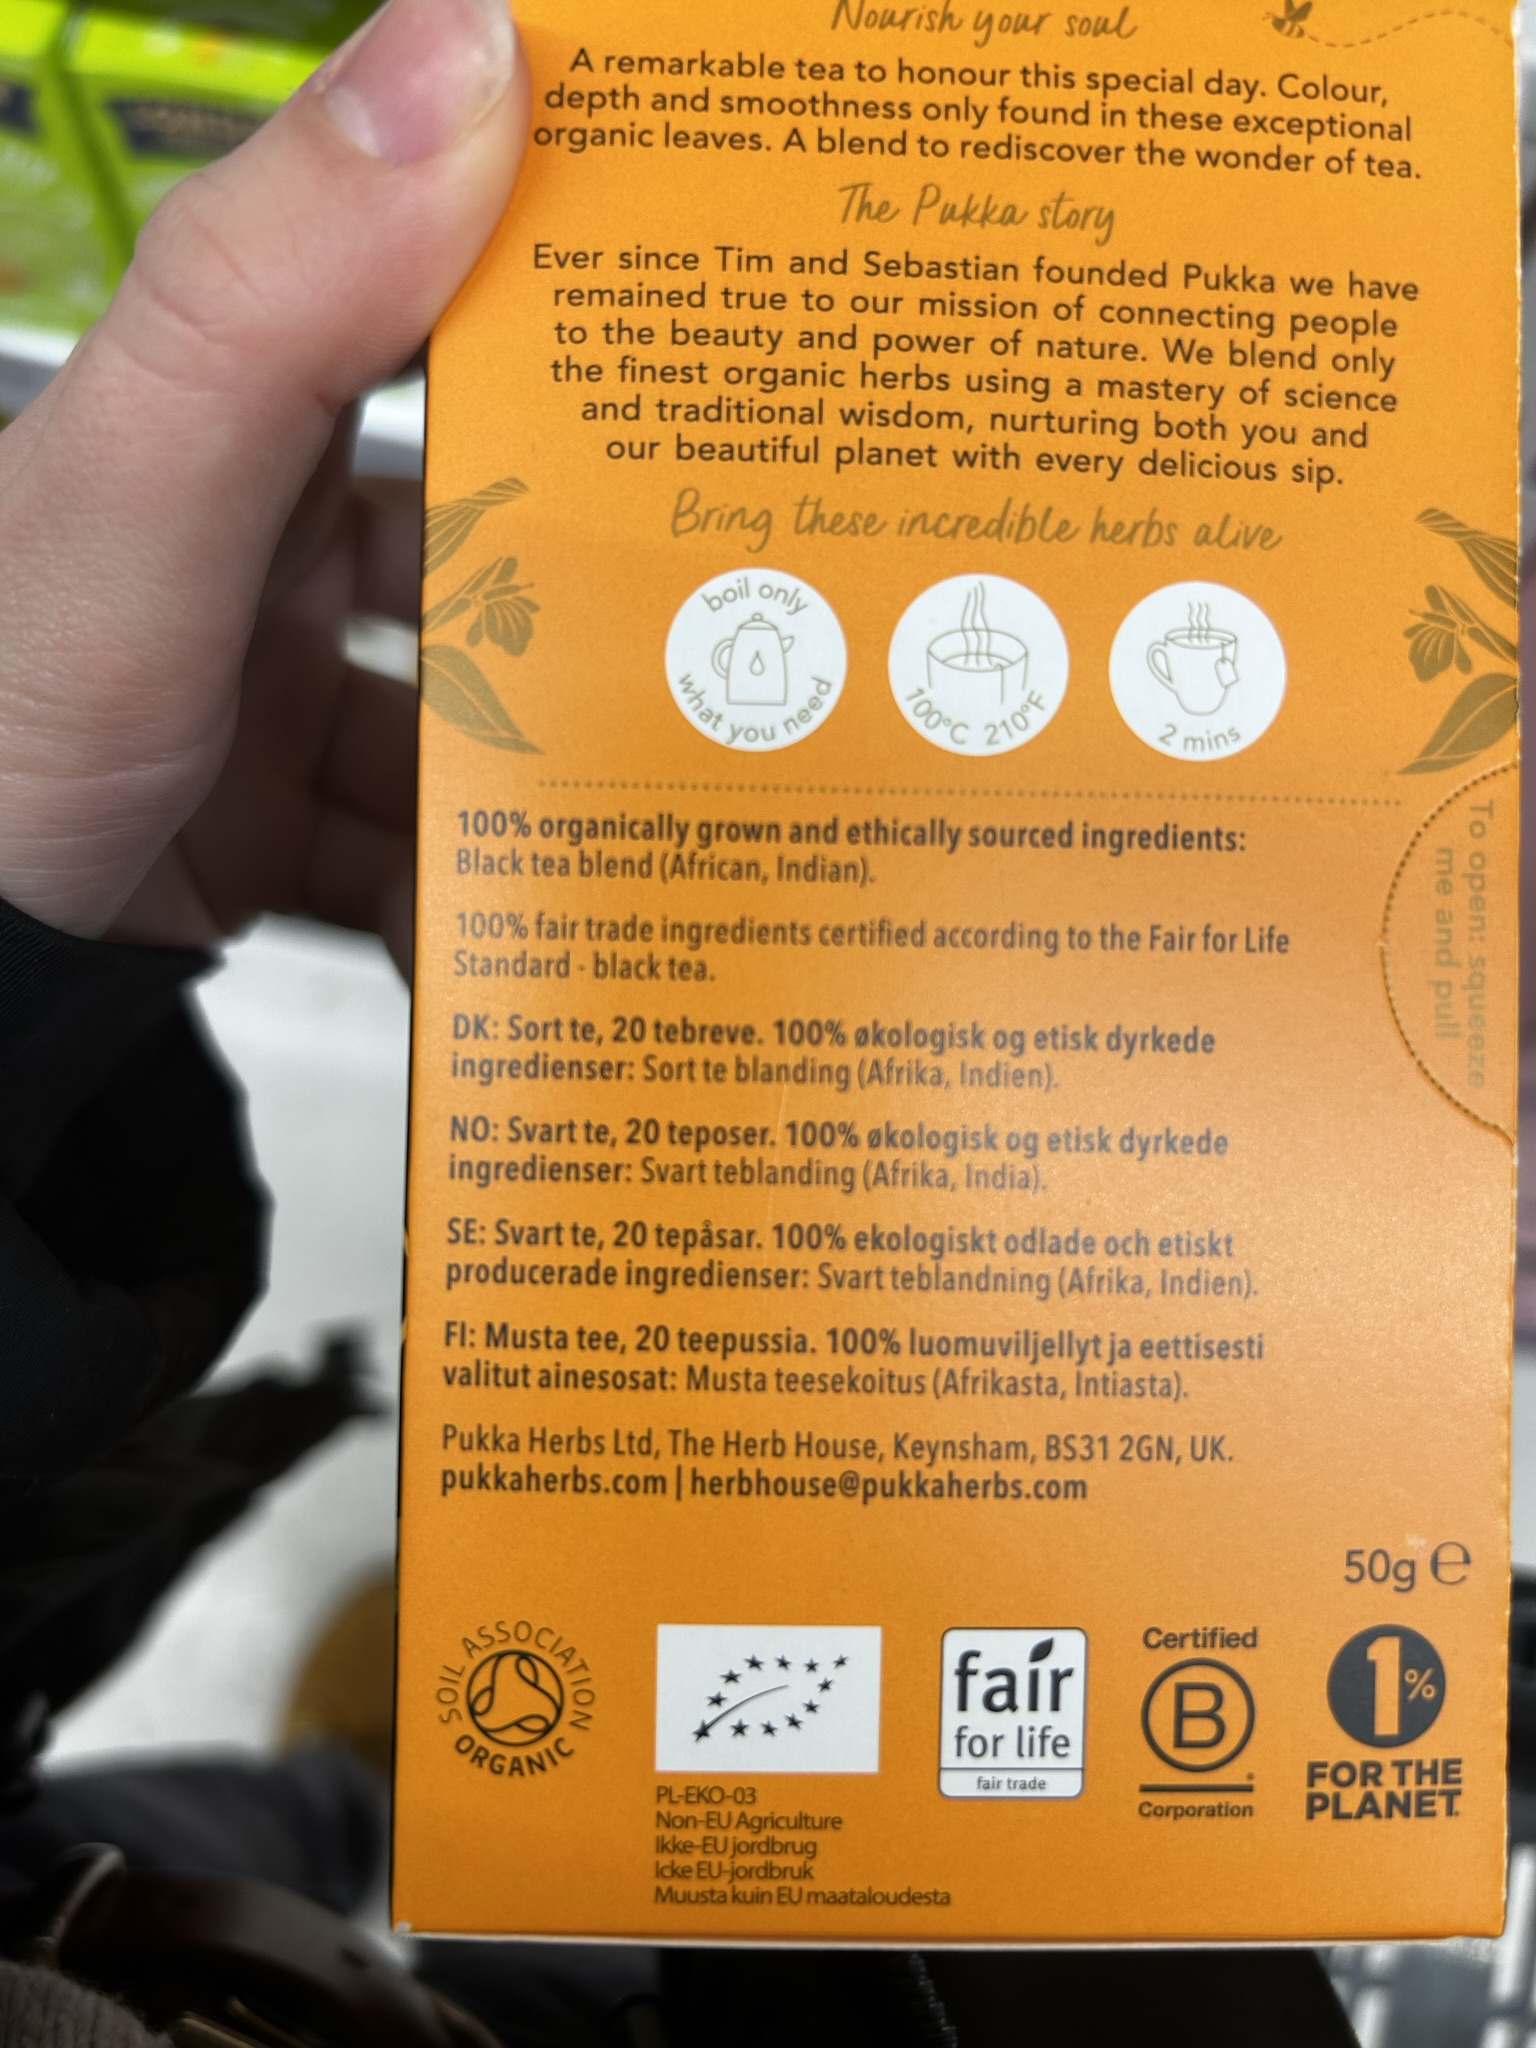 Nourish your soul
A remarkable tea to honour this special day. Colour,
depth and smoothness only found in these exceptional
organic leaves. A blend to rediscover the wonder of tea.
The Pukka story
Ever since Tim and Sebastian founded Pukka we have
remained true to our mission of connecting people
to the beauty and power of nature. We blend only
the finest organic herbs using a mastery of science
and traditional wisdom, nurturing both you and
our beautiful planet with every delicious sip.
Bring these incredible herbs alive
boil only
what you need
100°C 210°F
2 mins
To open: squeeze
me and pull
100% organically grown and ethically sourced ingredients:
Black tea blend (African, Indian).
100% fair trade ingredients certified according to the Fair for Life
Standard - black tea.
DK: Sort te, 20 tebreve. 100% økologisk og etisk dyrkede
ingredienser: Sort te blanding (Afrika, Indien).
NO: Svart te, 20 teposer. 100% økologisk og etisk dyrkede
ingredienser: Svart teblanding (Afrika, India).
SE: Svart te, 20 tepåsar. 100% ekologiskt odlade och etiskt
producerade ingredienser: Svart teblandning (Afrika, Indien).
FI: Musta tee, 20 teepussia. 100% luomuviljellyt ja eettisesti
valitut ainesosat: Musta teesekoitus (Afrikasta, Intiasta).
Pukka Herbs Ltd, The Herb House, Keynsham, BS31 2GN, UK.
pukkaherbs.com | herbhouse@pukkaherbs.com
50g ℮
SOIL ASSOCIATION
ORGANIC
PL-EKO-03
Non-EU Agriculture
Ikke-EU jordbrug
Icke EU-jordbruk
Muusta kuin EU maataloudesta
fair
for life
fair trade
Certified
B
Corporation
1%
FOR THE
PLANET